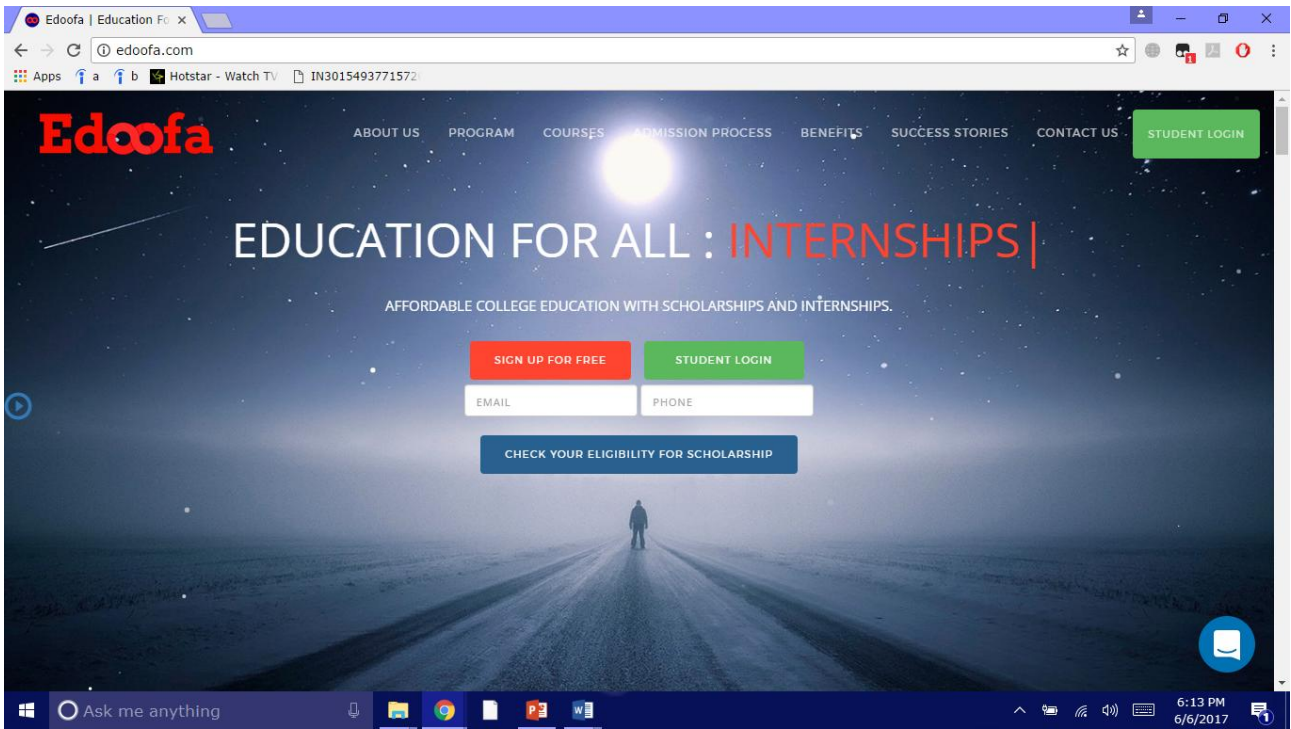 Edoofa | Education Fo
edoofa.com
Apps a b Hotstar - Watch TV IN3015493771572
Edoofa
ABOUT US PROGRAM COURSES ADMISSION PROCESS BENEFITS SUCCESS STORIES CONTACT US STUDENT LOGIN
EDUCATION FOR ALL : INTERNSHIPS|
AFFORDABLE COLLEGE EDUCATION WITH SCHOLARSHIPS AND INTERNSHIPS.
SIGN UP FOR FREE STUDENT LOGIN
EMAIL PHONE
CHECK YOUR ELIGIBILITY FOR SCHOLARSHIP
Ask me anything
6:13 PM
6/6/2017